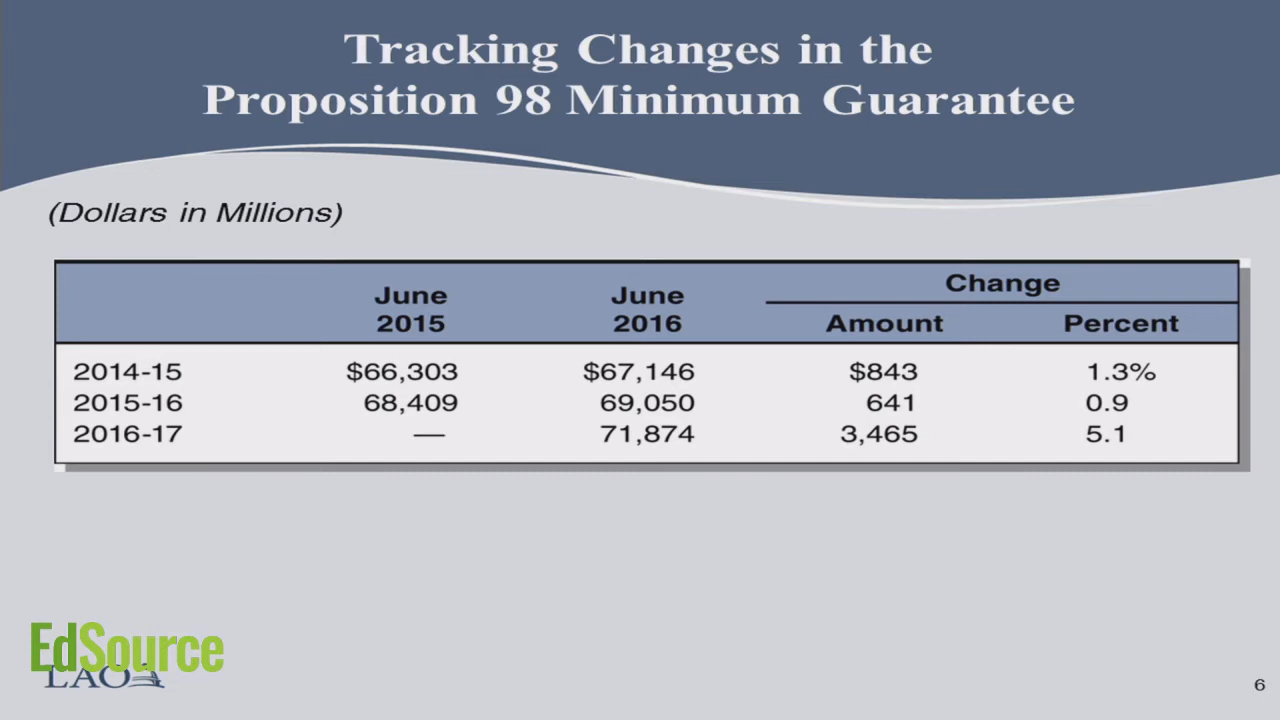 Tracking Changes in the
Proposition 98 Minimum Guarantee
(Dollars in Millions)
June 2015 June 2016 Change
Amount Percent
2014-15 $66,303 $67,146 $843 1.3%
2015-16 68,409 69,050 641 0.9
2016-17 — 71,874 3,465 5.1
EdSource
LAO
6